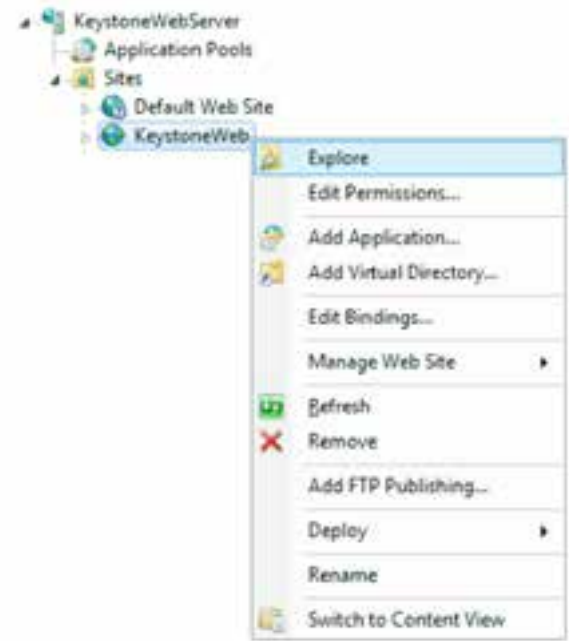 KeystoneWebServer
Application Pools
Sites
Default Web Site
KeystoneWeb
Explore
Edit Permissions...
Add Application...
Add Virtual Directory...
Edit Bindings...
Manage Web Site
Refresh
Remove
Add FTP Publishing...
Deploy
Rename
Switch to Content View